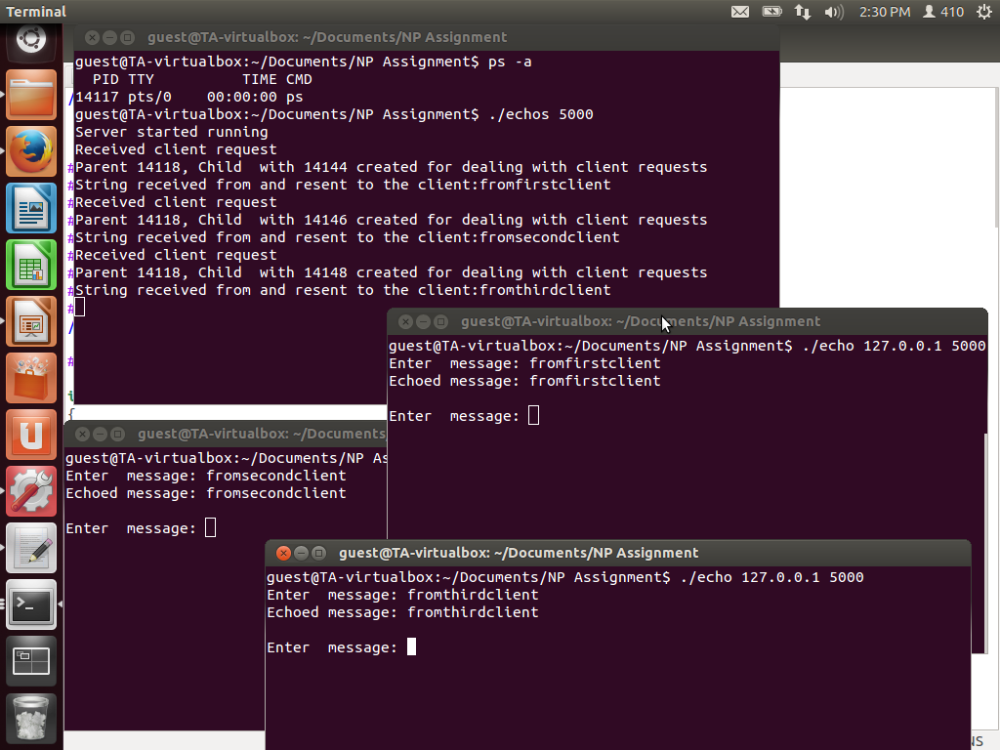 Terminal
2:30 PM
410
guest@TA-virtualbox: ~/Documents/NP Assignment
guest@TA-virtualbox:~/Documents/NP Assignment$ ps -a
  PID TTY          TIME CMD
14117 pts/0    00:00:00 ps
guest@TA-virtualbox:~/Documents/NP Assignment$ ./echos 5000
Server started running
Received client request
Parent 14118, Child  with 14144 created for dealing with client requests
String received from and resent to the client:fromfirstclient
Received client request
Parent 14118, Child  with 14146 created for dealing with client requests
String received from and resent to the client:fromsecondclient
Received client request
Parent 14118, Child  with 14148 created for dealing with client requests
String received from and resent to the client:fromthirdclient
guest@TA-virtualbox: ~/Documents/NP Assignment
guest@TA-virtualbox:~/Documents/NP Assignment$ ./echo 127.0.0.1 5000
Enter  message: fromfirstclient
Echoed message: fromfirstclient
Enter  message:
guest@TA-virtualbox: ~/Documents
guest@TA-virtualbox:~/Documents/NP As
Enter  message: fromsecondclient
Echoed message: fromsecondclient
Enter  message:
guest@TA-virtualbox: ~/Documents/NP Assignment
guest@TA-virtualbox:~/Documents/NP Assignment$ ./echo 127.0.0.1 5000
Enter  message: fromthirdclient
Echoed message: fromthirdclient
Enter  message: